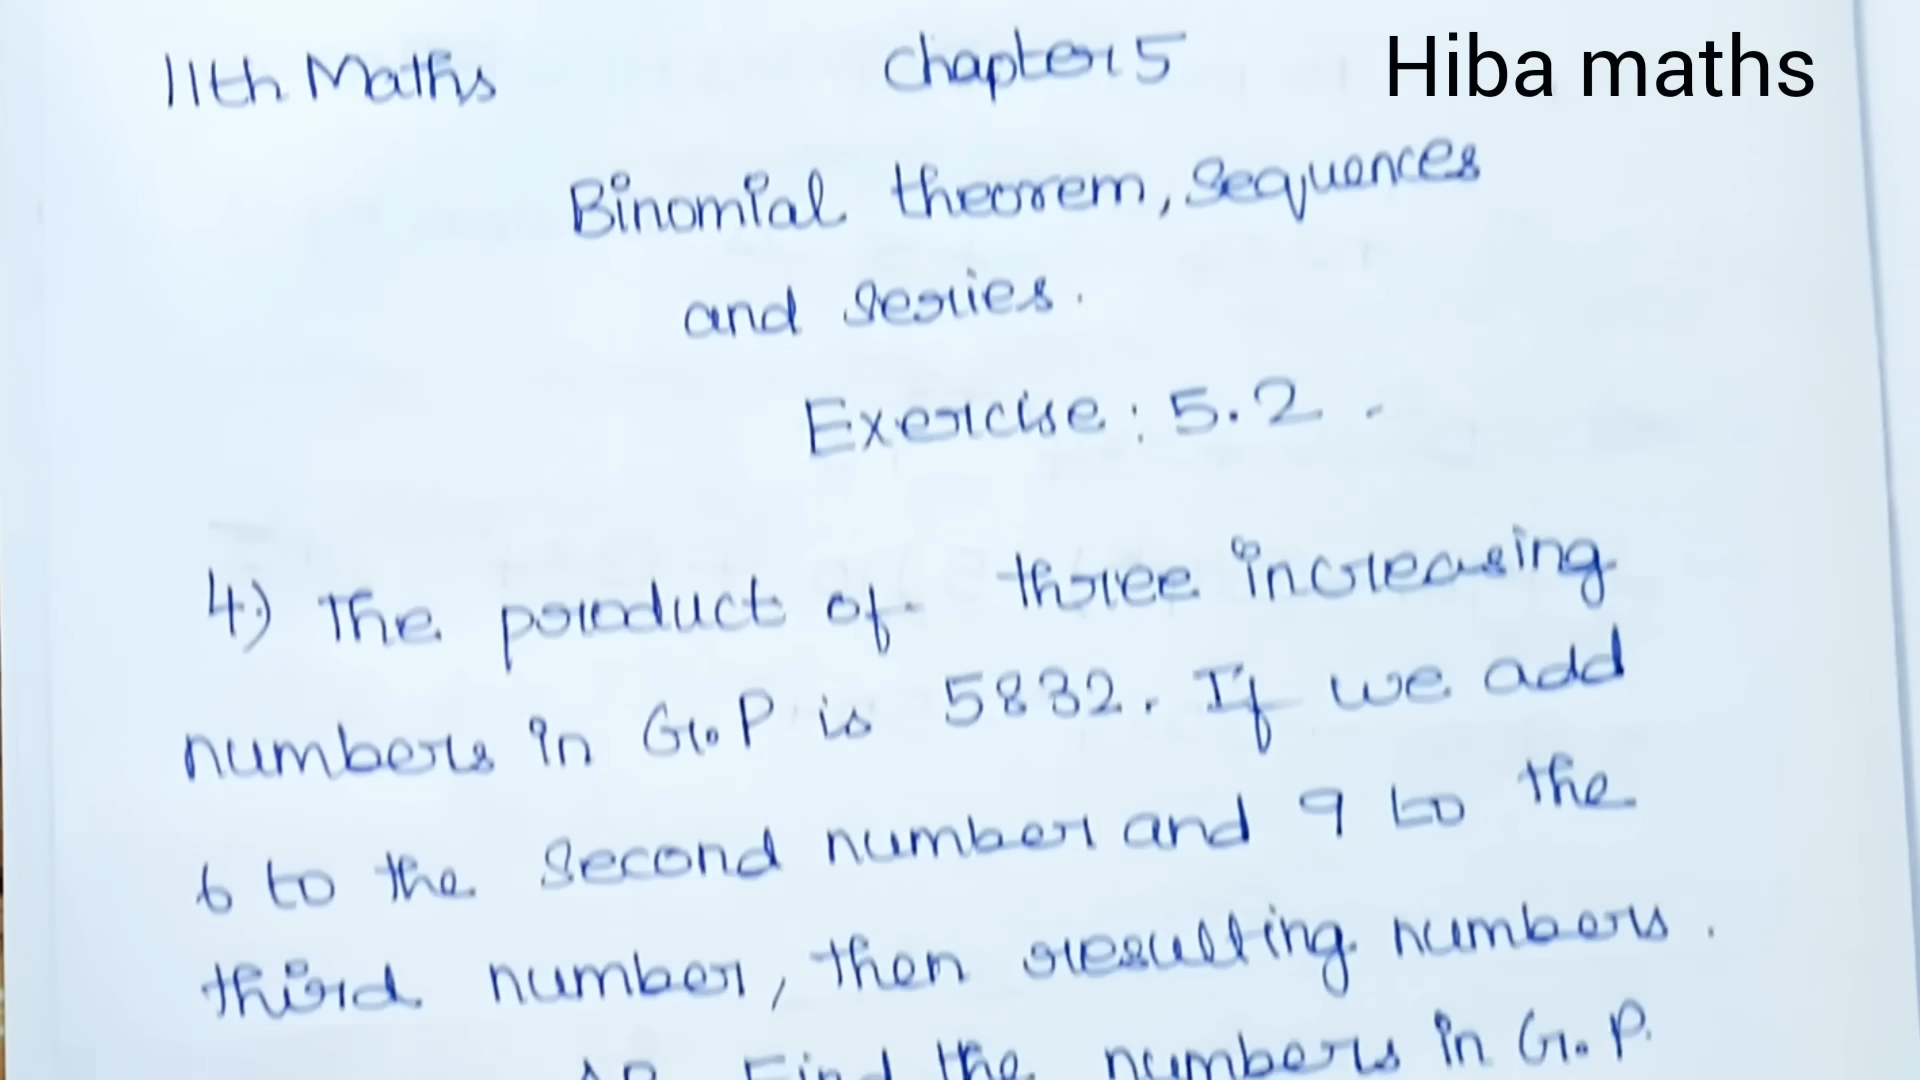 11th Maths Chapter 5 Hiba maths
Binomial theorem, Sequences
and series.
Exercise: 5.2.
4.) The product of three increasing
numbers in G.P is 5832. If we add
6 to the second number and 9 to the
third number, then resulting numbers.
Find the numbers in G.P.